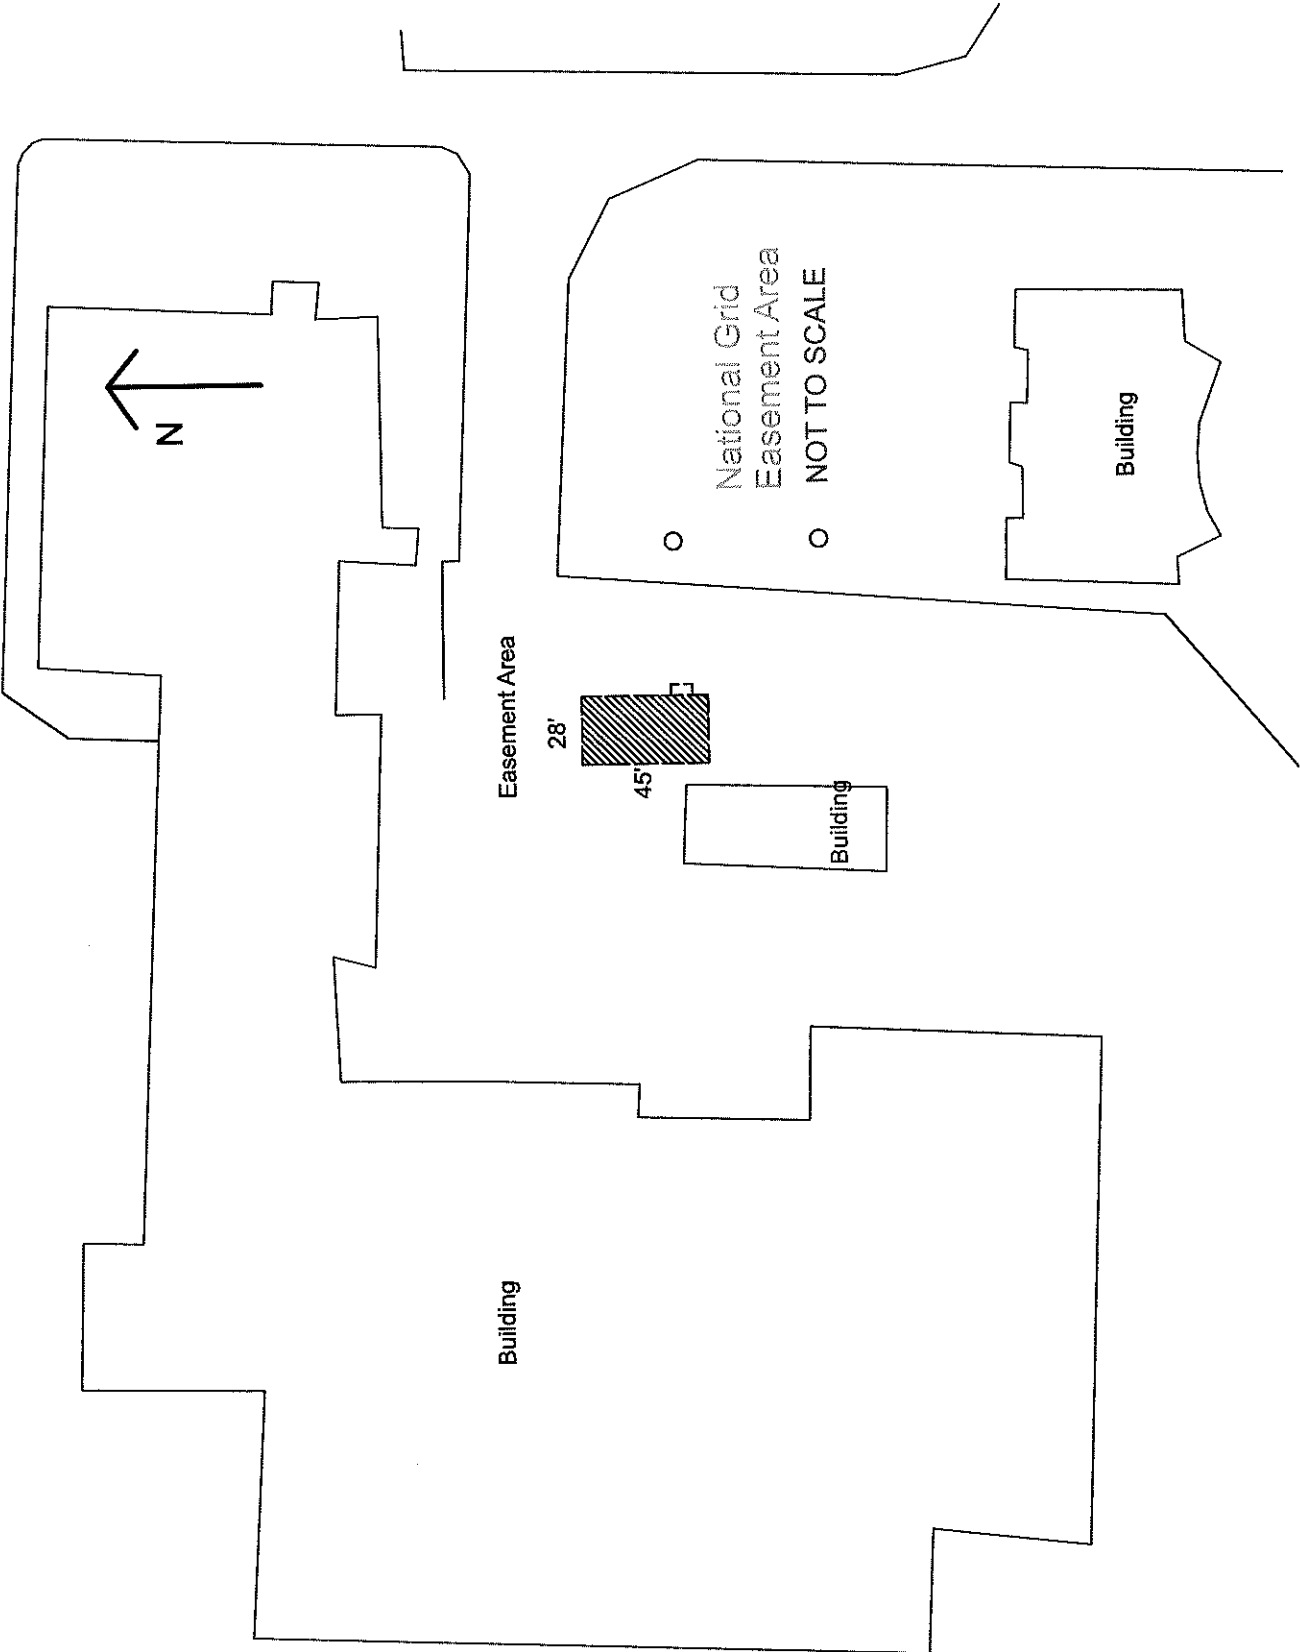 N
National Grid
Easement Area
NOT TO SCALE
Building
Easement Area
28'
45'
Building
Building